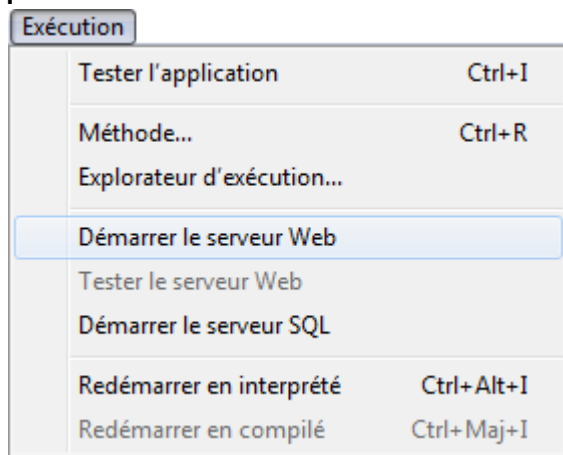 Exécution
Tester l'application Ctrl+I
Méthode... Ctrl+R
Explorateur d'exécution...
Démarrer le serveur Web
Tester le serveur Web
Démarrer le serveur SQL
Redémarrer en interprété Ctrl+Alt+I
Redémarrer en compilé Ctrl+Maj+I